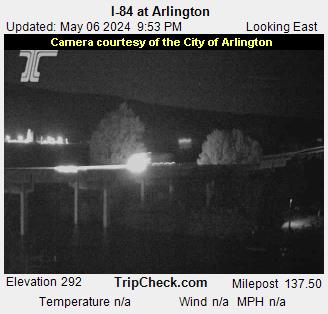 I-84 at Arlington
Updated: May 06 2024 9:53 PM Looking East
Camera courtesy of the City of Arlington
Elevation 292 TripCheck.com Milepost 137.50
Temperature n/a Wind n/a MPH n/a